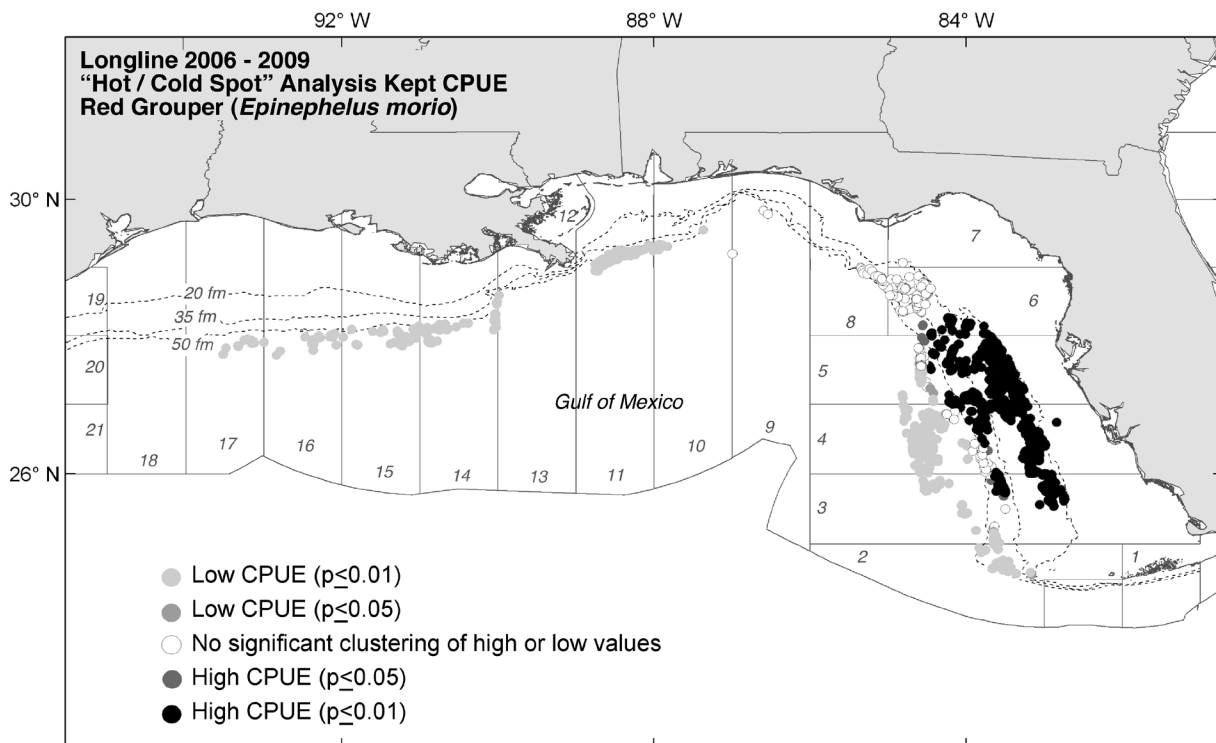 92° W 88° W 84° W
Longline 2006 - 2009
“Hot / Cold Spot” Analysis Kept CPUE
Red Grouper (Epinephelus morio)
30° N
12
7
19
20 fm
6
35 fm
8
50 fm
20
5
Gulf of Mexico
21
17
16
9
4
18
15
14
13
11
10
26° N
3
2
1
Low CPUE (p≤0.01)
Low CPUE (p≤0.05)
No significant clustering of high or low values
High CPUE (p≤0.05)
High CPUE (p≤0.01)